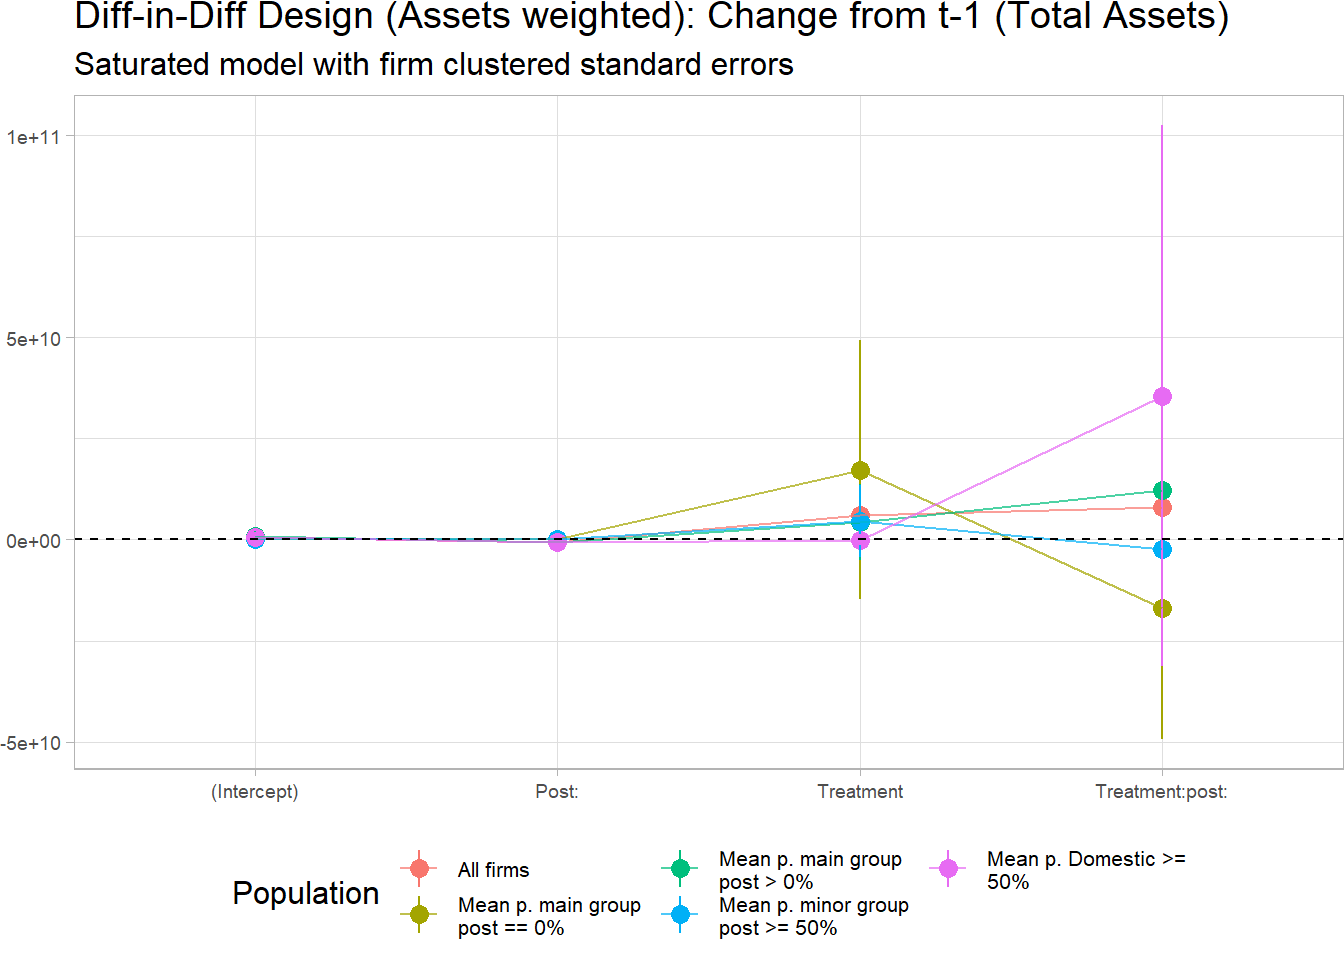 Diff-in-Diff Design (Assets weighted): Change from t-1 (Total Assets)
Saturated model with firm clustered standard errors
1e+11
5e+10
0e+00
-5e+10
(Intercept)
Post:
Treatment
Treatment:post:
Population
All firms
Mean p. main group
post == 0%
Mean p. main group
post > 0%
Mean p. minor group
post >= 50%
Mean p. Domestic >=
50%